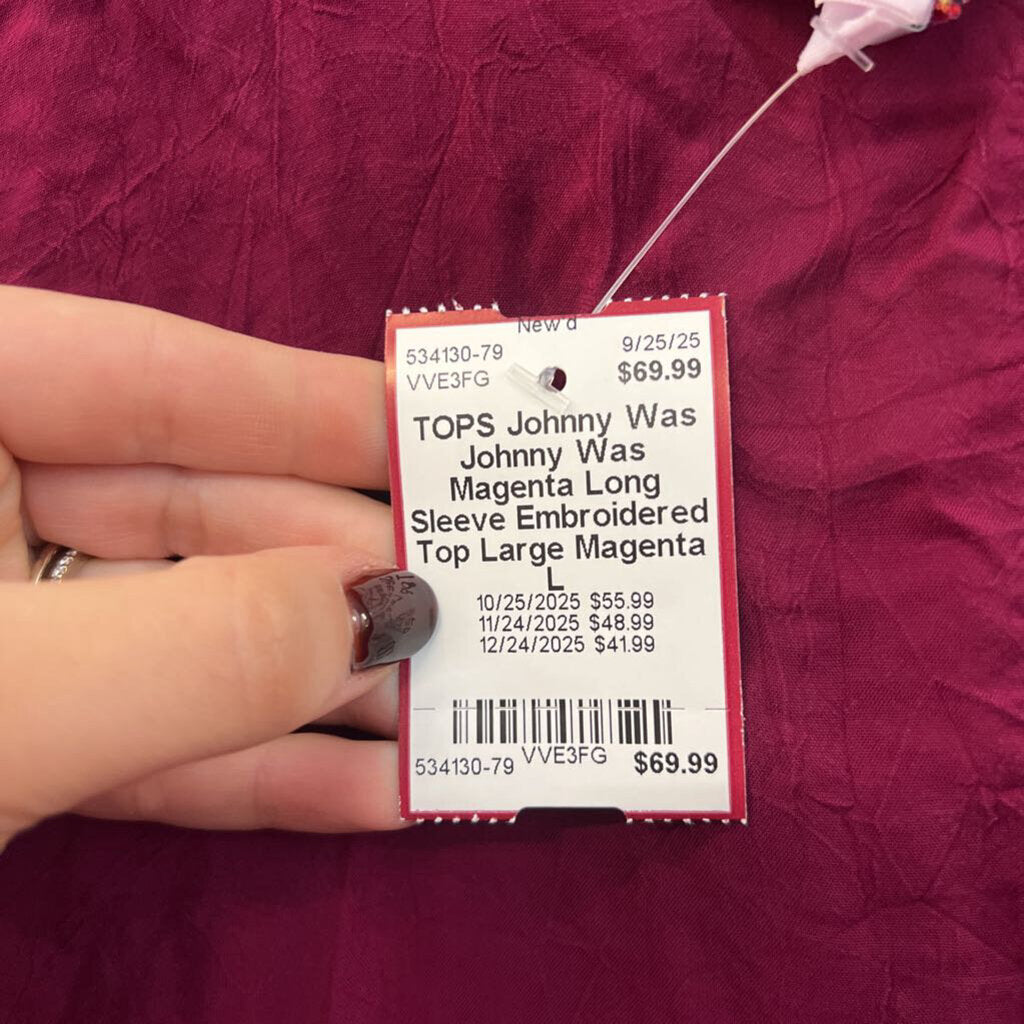 New'd
534130-79
9/25/25
VVE3FG
$69.99
TOPS Johnny Was
Johnny Was
Magenta Long
Sleeve Embroidered
Top Large Magenta
L
10/25/2025 $55.99
11/24/2025 $48.99
12/24/2025 $41.99
534130-79 VVE3FG $69.99